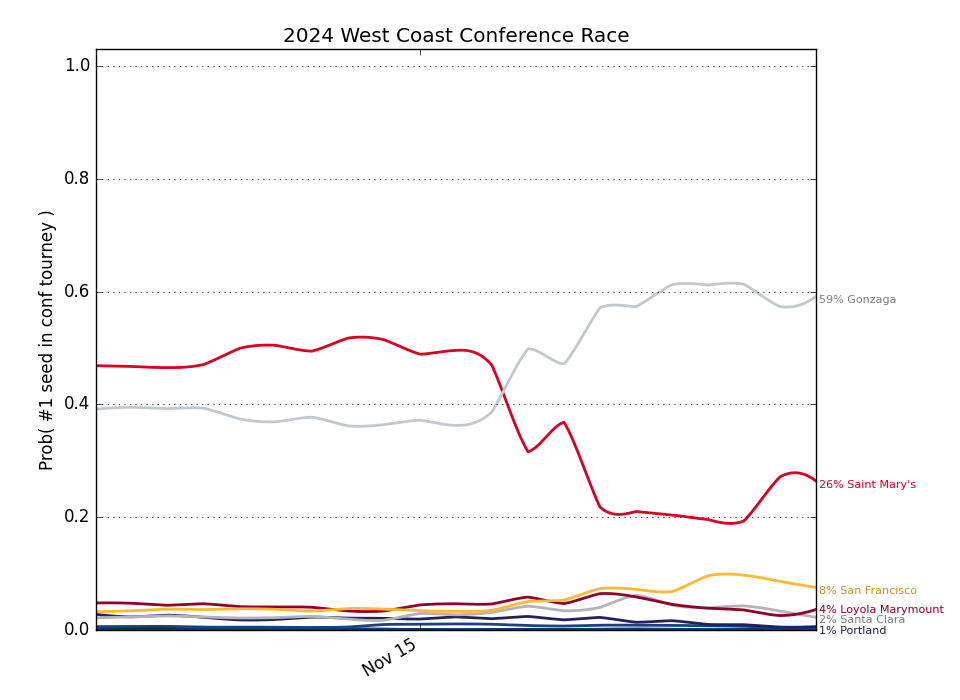 2024 West Coast Conference Race
Prob( #1 seed in conf tourney )
1.0
0.8
0.6
0.4
0.2
0.0
Nov 15
59% Gonzaga
26% Saint Mary's
8% San Francisco
4% Loyola Marymount
2% Santa Clara
1% Portland